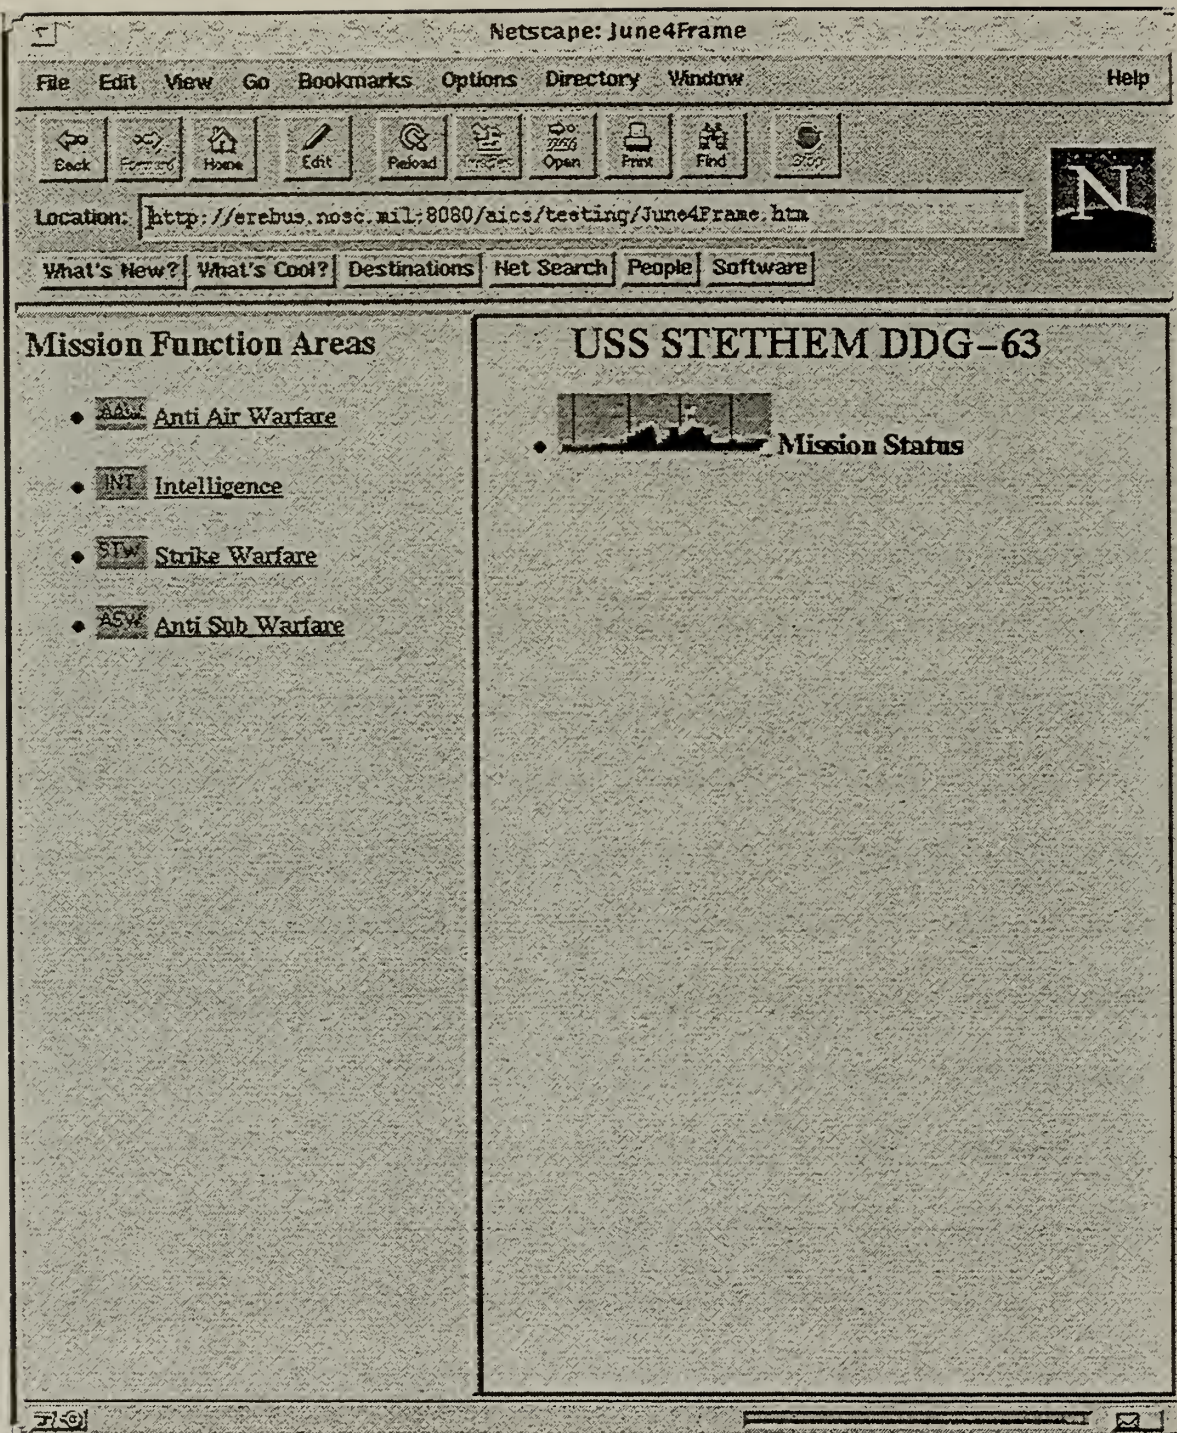 Netscape: June4Frame
File Edit View Go Bookmarks Options Directory Window Help
Back Forward Home Edit Reload Images Open Print Find Stop
N
Location: http://erebus.nosc.mil:8080/aics/testing/June4Frame.htm
What's New? What's Cool? Destinations Net Search People Software
Mission Function Areas
AAW Anti Air Warfare
INT Intelligence
STW Strike Warfare
ASW Anti Sub Warfare
USS STETHEM DDG-63
Mission Status